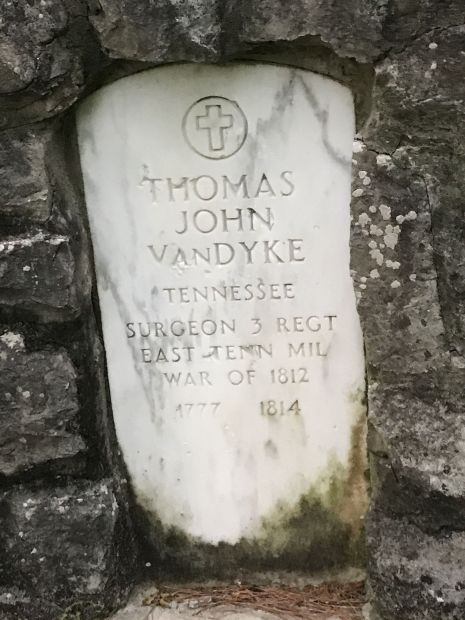 THOMAS
JOHN
VANDYKE
TENNESSEE
SURGEON 3 REGT
EAST TENN MIL
WAR OF 1812
1777 1814